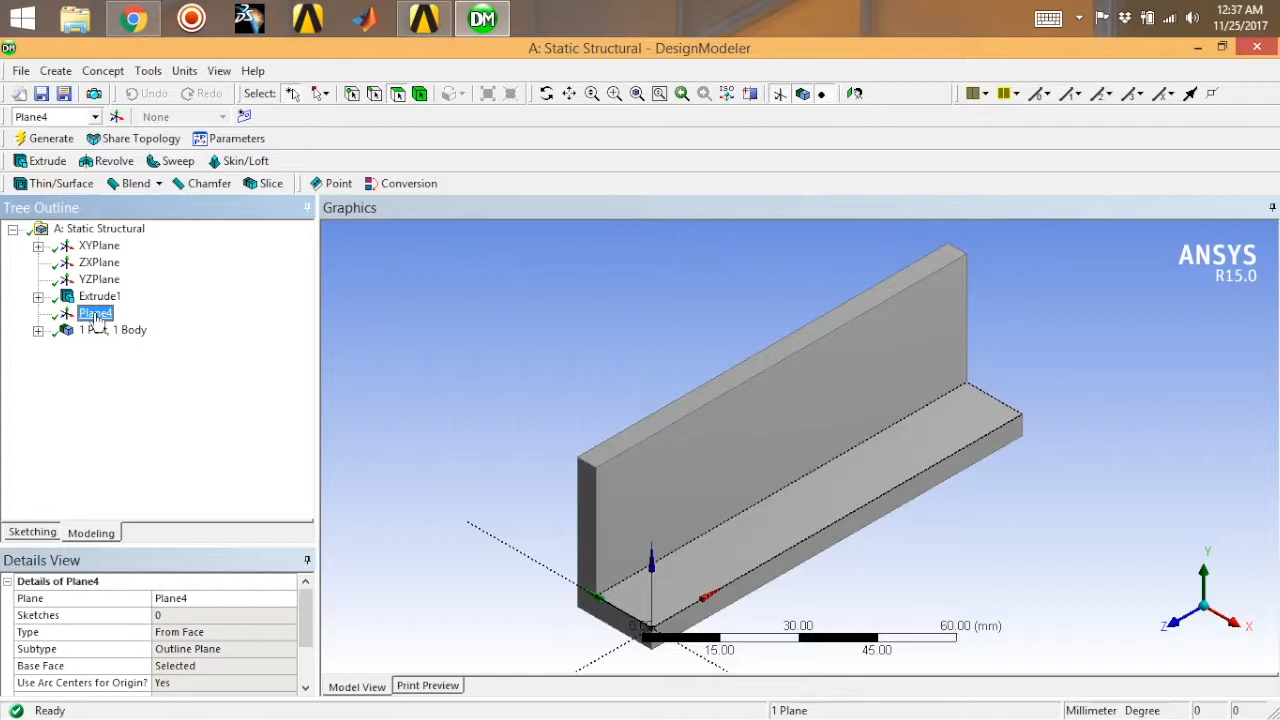 12:37 AM
11/25/2017
A: Static Structural - DesignModeler
File Create Concept Tools Units View Help
Undo Redo Select:
Plane4 None
Generate Share Topology Parameters
Extrude Revolve Sweep Skin/Loft
Thin/Surface Blend Chamfer Slice Point Conversion
Tree Outline
A: Static Structural
XYPlane
ZXPlane
YZPlane
Extrude1
Plane4
1 Part, 1 Body
Sketching Modeling
Details View
Details of Plane4
Plane Plane4
Sketches 0
Type From Face
Subtype Outline Plane
Base Face Selected
Use Arc Centers for Origin? Yes
Graphics
ANSYS
R15.0
30.00 60.00 (mm)
15.00 45.00
Y
Z X
Model View Print Preview
Ready 1 Plane Millimeter Degree 0 0